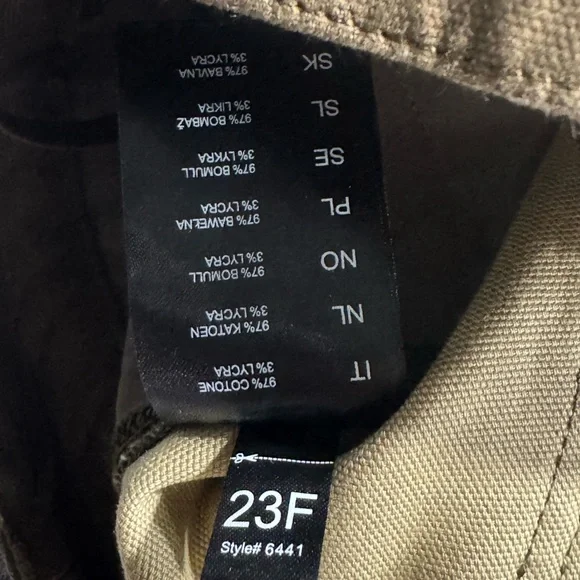 IT 97% COTONE
3% LYCRA
NL 97% KATOEN
3% LYCRA
NO 97% BOMULL
3% LYCRA
PL 97% BAWEŁNA
3% LYCRA
SE 97% BOMULL
3% LYKRA
SL 97% BOMBAŽ
3% LIKRA
SK 97% BAVLNA
3% LYCRA
23F
Style# 6441